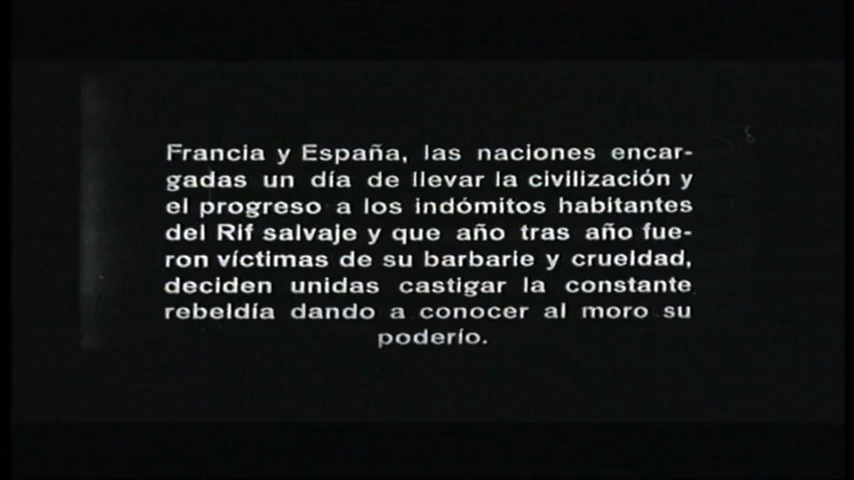 Francia y España, las naciones encar-
gadas un día de llevar la civilización y
el progreso a los indómitos habitantes
del Rif salvaje y que año tras año fue-
ron víctimas de su barbarie y crueldad,
deciden unidas castigar la constante
rebeldía dando a conocer al moro su
poderío.